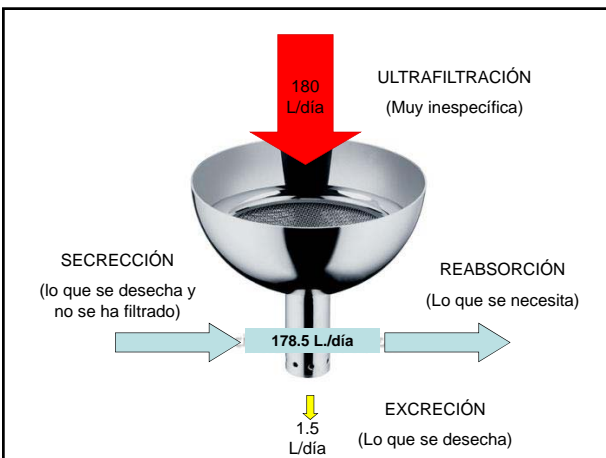 180
L/día
ULTRAFILTRACIÓN
(Muy inespecífica)
SECRECCIÓN
(lo que se desecha y
no se ha filtrado)
REABSORCIÓN
(Lo que se necesita)
178.5 L./día
1.5
L/día
EXCRECIÓN
(Lo que se desecha)